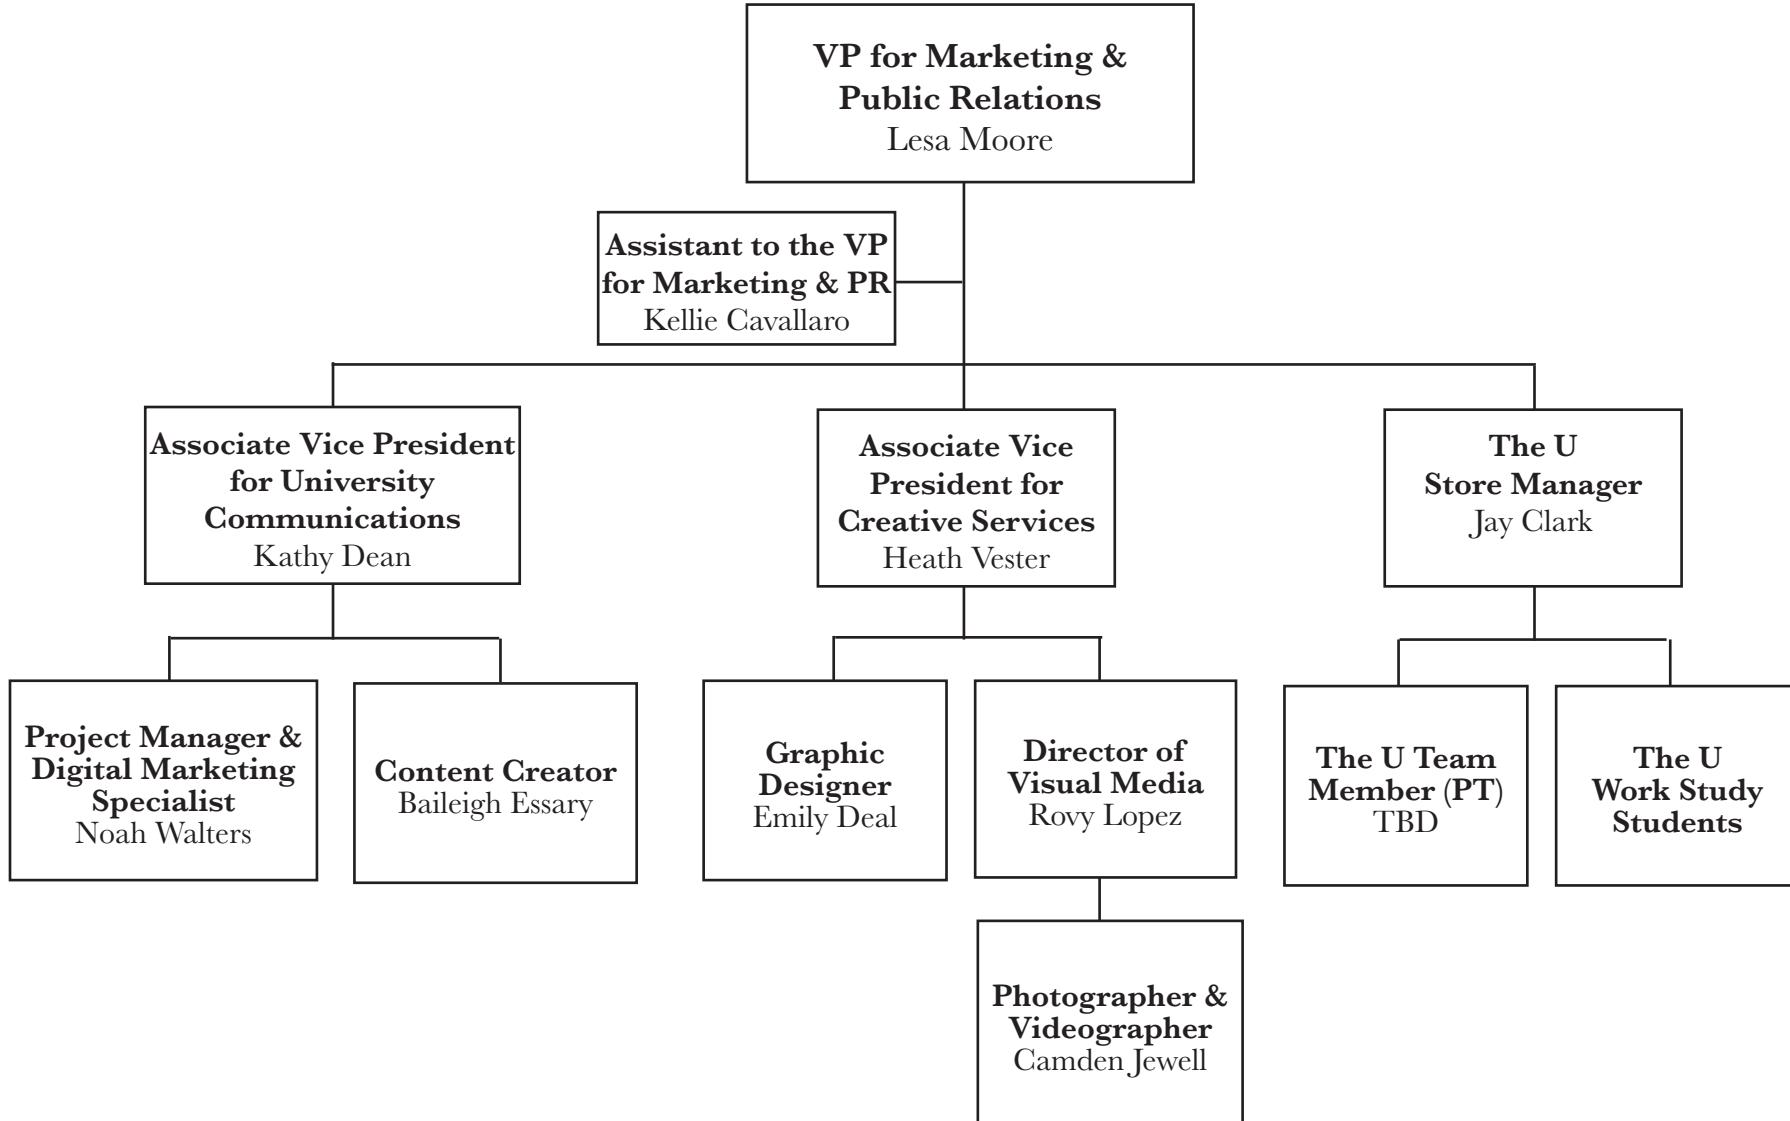 VP for Marketing &
Public Relations
Lesa Moore
Assistant to the VP
for Marketing & PR
Kellie Cavallaro
Associate Vice President
for University
Communications
Kathy Dean
Associate Vice
President for
Creative Services
Heath Vester
The U
Store Manager
Jay Clark
Project Manager &
Digital Marketing
Specialist
Noah Walters
Content Creator
Baileigh Essary
Graphic
Designer
Emily Deal
Director of
Visual Media
Rovy Lopez
The U Team
Member (PT)
TBD
The U
Work Study
Students
Photographer &
Videographer
Camden Jewell